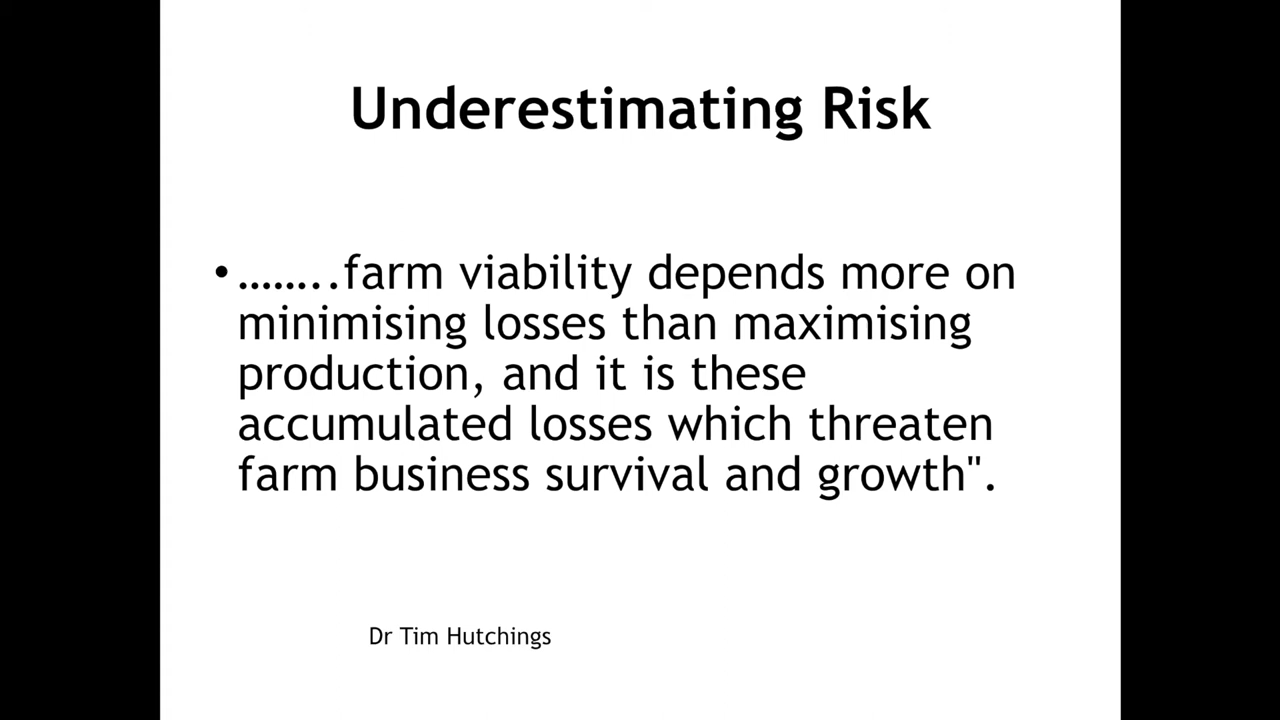 Underestimating Risk
• ……..farm viability depends more on
minimising losses than maximising
production, and it is these
accumulated losses which threaten
farm business survival and growth".
Dr Tim Hutchings